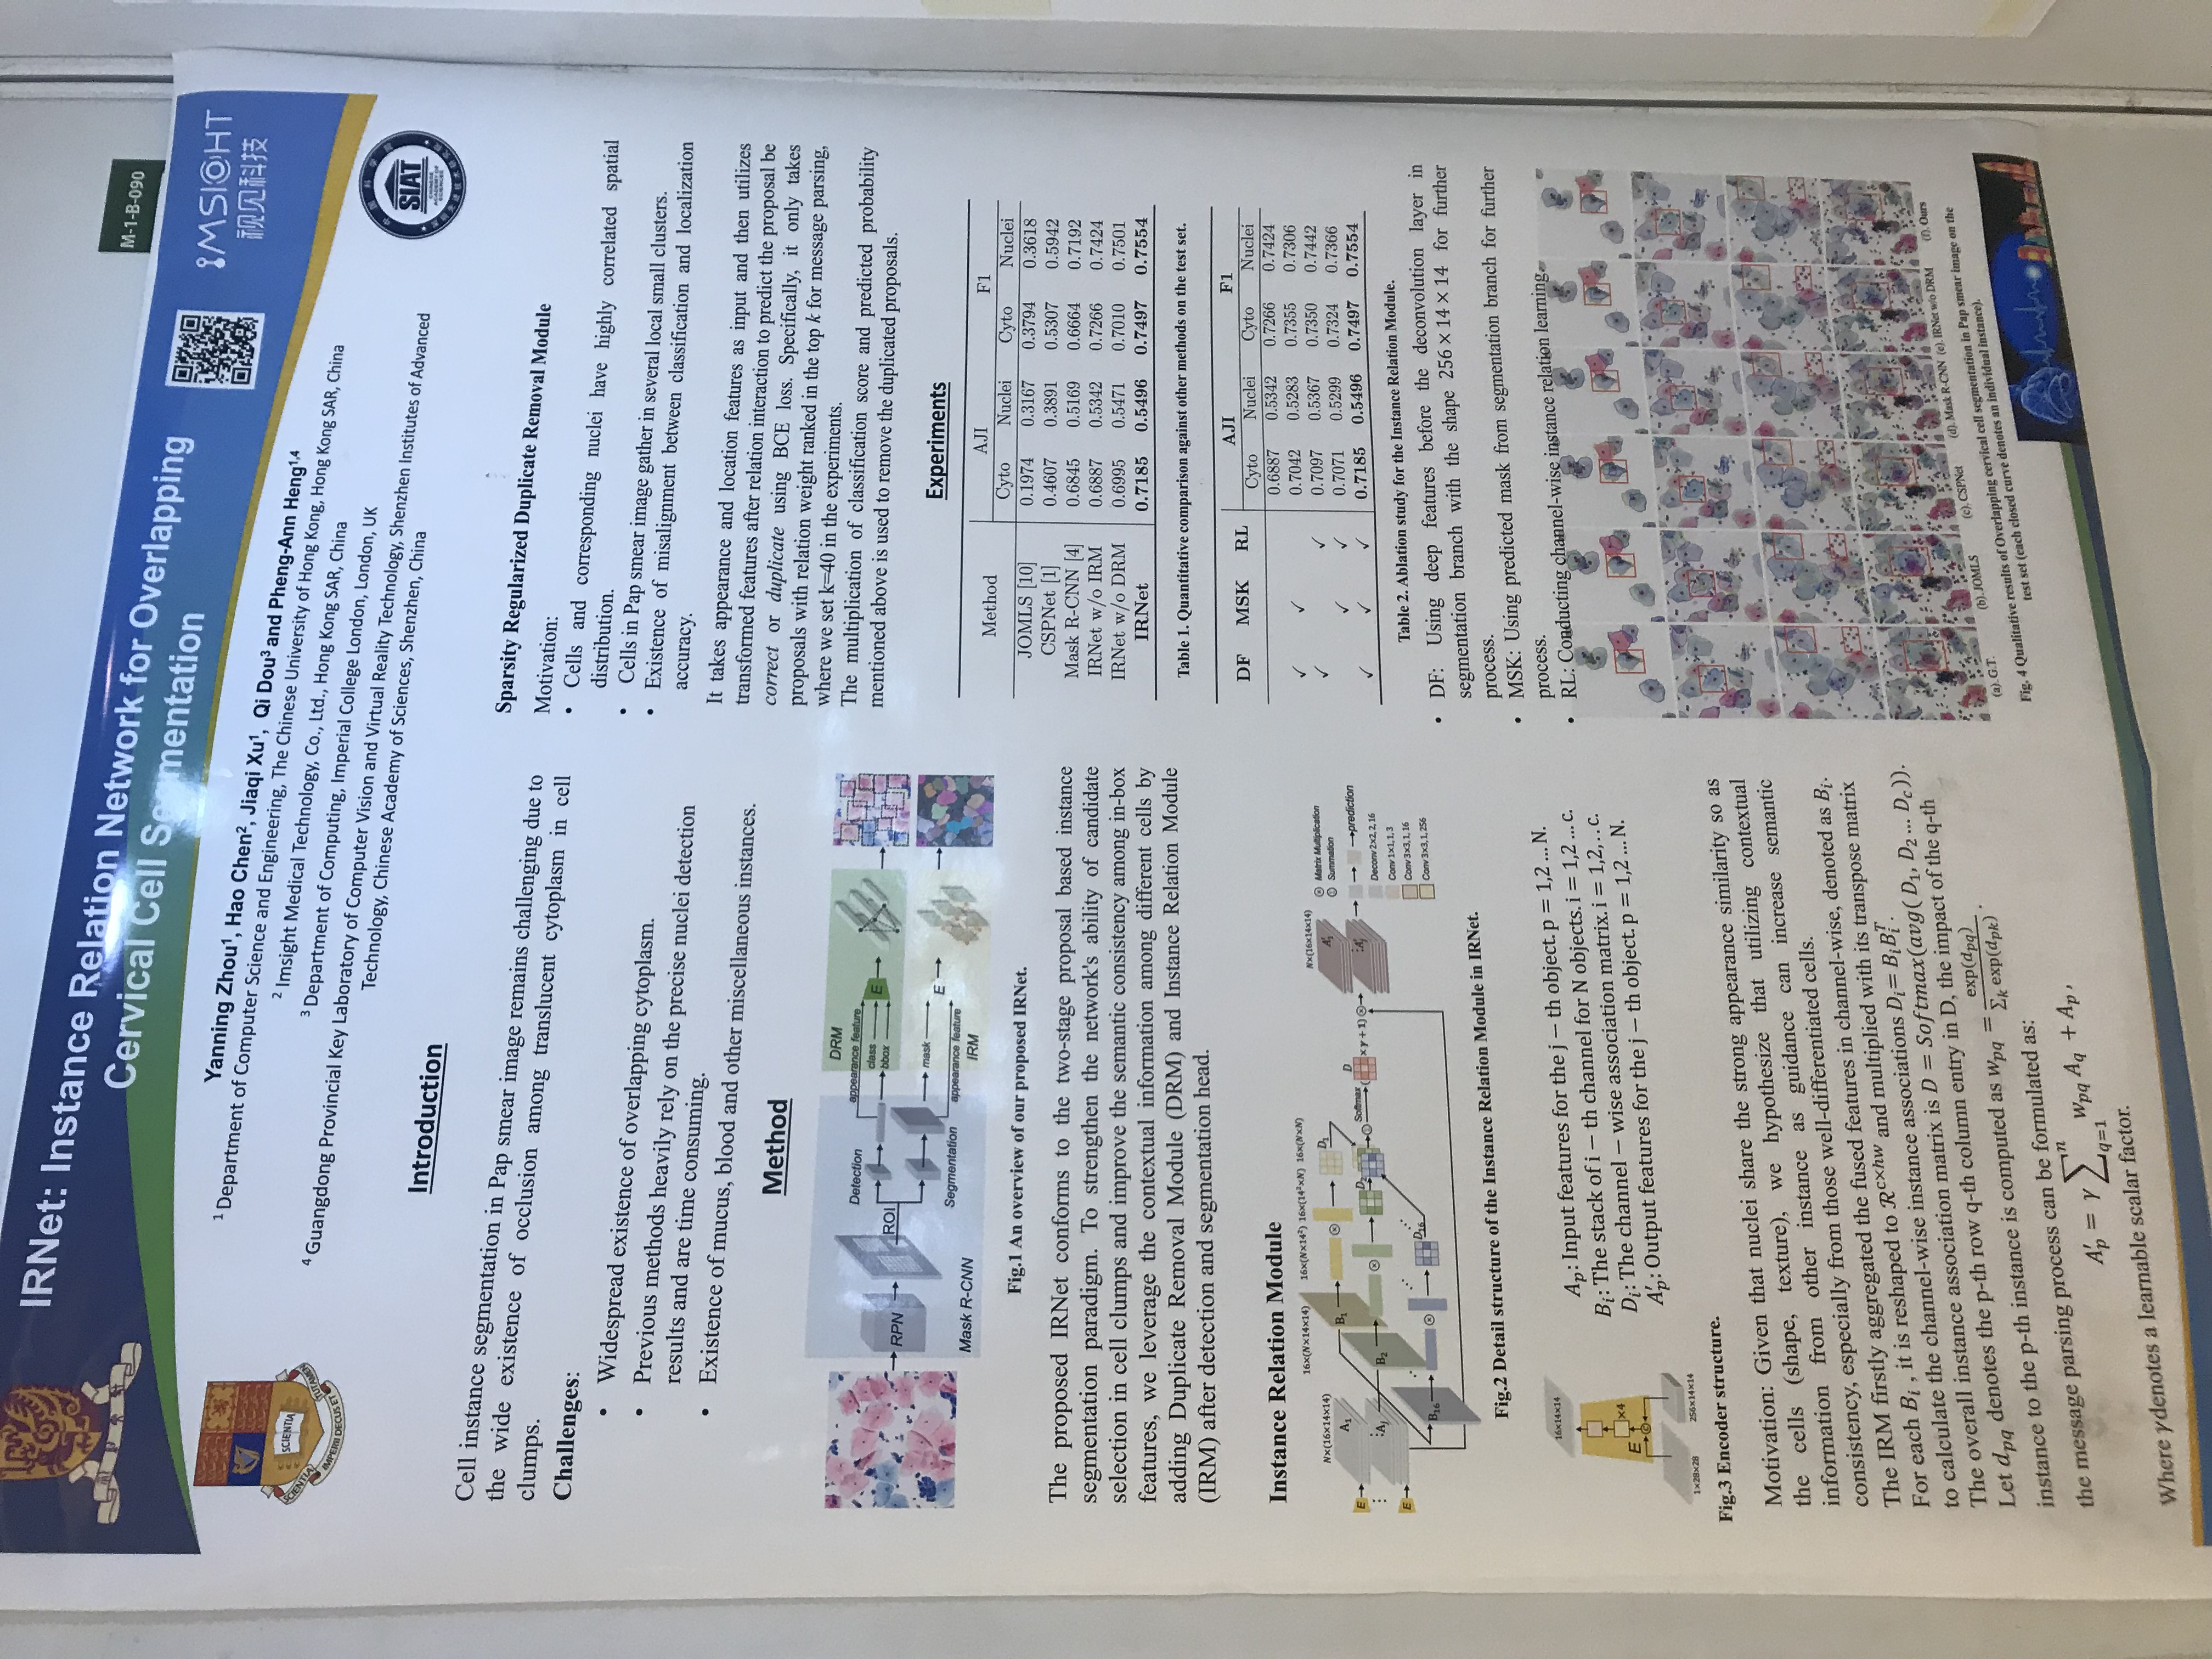 IRNet: Instance Relation Network for Overlapping
Cervical Cell Segmentation
M-1-B-090
IMSIGHT
视见科技
Yanning Zhou¹, Hao Chen², Jiaqi Xu¹, Qi Dou³ and Pheng-Ann Heng¹,⁴
¹ Department of Computer Science and Engineering, The Chinese University of Hong Kong, Hong Kong SAR, China
² Imsight Medical Technology, Co., Ltd., Hong Kong SAR, China
³ Department of Computing, Imperial College London, London, UK
⁴ Guangdong Provincial Key Laboratory of Computer Vision and Virtual Reality Technology, Shenzhen Institutes of Advanced
Technology, Chinese Academy of Sciences, Shenzhen, China
SCIENTIA
SCIENTIA
IMPERII DECUS ET
TUTAMEN
SIAT
CHINESE
ACADEMY OF
SCIENCES
Introduction
Cell instance segmentation in Pap smear image remains challenging due to
the wide existence of occlusion among translucent cytoplasm in cell
clumps.
Challenges:
• Widespread existence of overlapping cytoplasm.
• Previous methods heavily rely on the precise nuclei detection
results and are time consuming.
• Existence of mucus, blood and other miscellaneous instances.
Method
RPN
ROI
Mask R-CNN
Detection
Segmentation
DRM
appearance feature
class
bbox
E
mask
E
appearance feature
IRM
Fig.1 An overview of our proposed IRNet.
The proposed IRNet conforms to the two-stage proposal based instance
segmentation paradigm. To strengthen the network's ability of candidate
selection in cell clumps and improve the semantic consistency among in-box
features, we leverage the contextual information among different cells by
adding Duplicate Removal Module (DRM) and Instance Relation Module
(IRM) after detection and segmentation head.
Instance Relation Module
N×(16×14×14)
16×(N×14×14)
16×(N×14²) 16×(14²×N) 16×(N×N)
N×(16×14×14)
E
E
A₁
Aⱼ
B₁
B₂
B₁₆
D₁
D₂
D₁₆
Softmax
D
(×γ+1)
A'₁
A'ⱼ
Matrix Multiplication
Summation
prediction
Deconv 2×2, 2, 16
Conv 1×1, 1, 3
Conv 3×3, 1, 16
Conv 3×3, 1, 256
Fig.2 Detail structure of the Instance Relation Module in IRNet.
16×14×14
×4
E
C
1×28×28
256×14×14
Fig.3 Encoder structure.
Aₚ: Input features for the j − th object. p = 1,2 … N.
Bᵢ: The stack of i − th channel for N objects. i = 1,2 … c.
Dᵢ: The channel − wise association matrix. i = 1,2, . . c.
A′ₚ: Output features for the j − th object. p = 1,2 … N.
Motivation: Given that nuclei share the strong appearance similarity so as
the cells (shape, texture), we hypothesize that utilizing contextual
information from other instance as guidance can increase semantic
consistency, especially from those well-differentiated cells.
The IRM firstly aggregated the fused features in channel-wise, denoted as Bᵢ.
For each Bᵢ , it is reshaped to ℛ^{c×hw} and multiplied with its transpose matrix
to calculate the channel-wise instance associations Dᵢ= BᵢBᵢᵀ.
The overall instance association matrix is D = Softmax(avg( D₁, D₂ … D_c)).
Let d_{pq} denotes the p-th row q-th column entry in D, the impact of the q-th
instance to the p-th instance is computed as w_{pq} = exp(d_{pq}) / ∑ₖ exp(d_{pk}) .
the message parsing process can be formulated as:
A′ₚ = γ ∑_{q=1}^{n} w_{pq} A_q + Aₚ ,
Where γ denotes a learnable scalar factor.
Sparsity Regularized Duplicate Removal Module
Motivation:
• Cells and corresponding nuclei have highly correlated spatial
distribution.
• Cells in Pap smear image gather in several local small clusters.
• Existence of misalignment between classification and localization
accuracy.
It takes appearance and location features as input and then utilizes
transformed features after relation interaction to predict the proposal be
correct or duplicate using BCE loss. Specifically, it only takes
proposals with relation weight ranked in the top k for message parsing,
where we set k=40 in the experiments.
The multiplication of classification score and predicted probability
mentioned above is used to remove the duplicated proposals.
Experiments
Method AJI F1
Cyto Nuclei Cyto Nuclei
JOMLS [10] 0.1974 0.3167 0.3794 0.3618
CSPNet [1] 0.4607 0.3891 0.5307 0.5942
Mask R-CNN [4] 0.6845 0.5169 0.6664 0.7192
IRNet w/o IRM 0.6887 0.5342 0.7266 0.7424
IRNet w/o DRM 0.6995 0.5471 0.7010 0.7501
IRNet 0.7185 0.5496 0.7497 0.7554
Table 1. Quantitative comparison against other methods on the test set.
DF MSK RL AJI F1
Cyto Nuclei Cyto Nuclei
0.6887 0.5342 0.7266 0.7424
✓ ✓ 0.7042 0.5283 0.7355 0.7306
✓ ✓ 0.7097 0.5367 0.7350 0.7442
✓ ✓ 0.7071 0.5299 0.7324 0.7366
✓ ✓ ✓ 0.7185 0.5496 0.7497 0.7554
Table 2. Ablation study for the Instance Relation Module.
• DF: Using deep features before the deconvolution layer in
segmentation branch with the shape 256 × 14 × 14 for further
process.
• MSK: Using predicted mask from segmentation branch for further
process.
• RL: Conducting channel-wise instance relation learning.
(a). G.T. (b). JOMLS (c). CSPNet (d). Mask R-CNN (e). IRNet w/o DRM (f). Ours
Fig. 4 Qualitative results of Overlapping cervical cell segmentation in Pap smear image on the
test set (each closed curve denotes an individual instance).